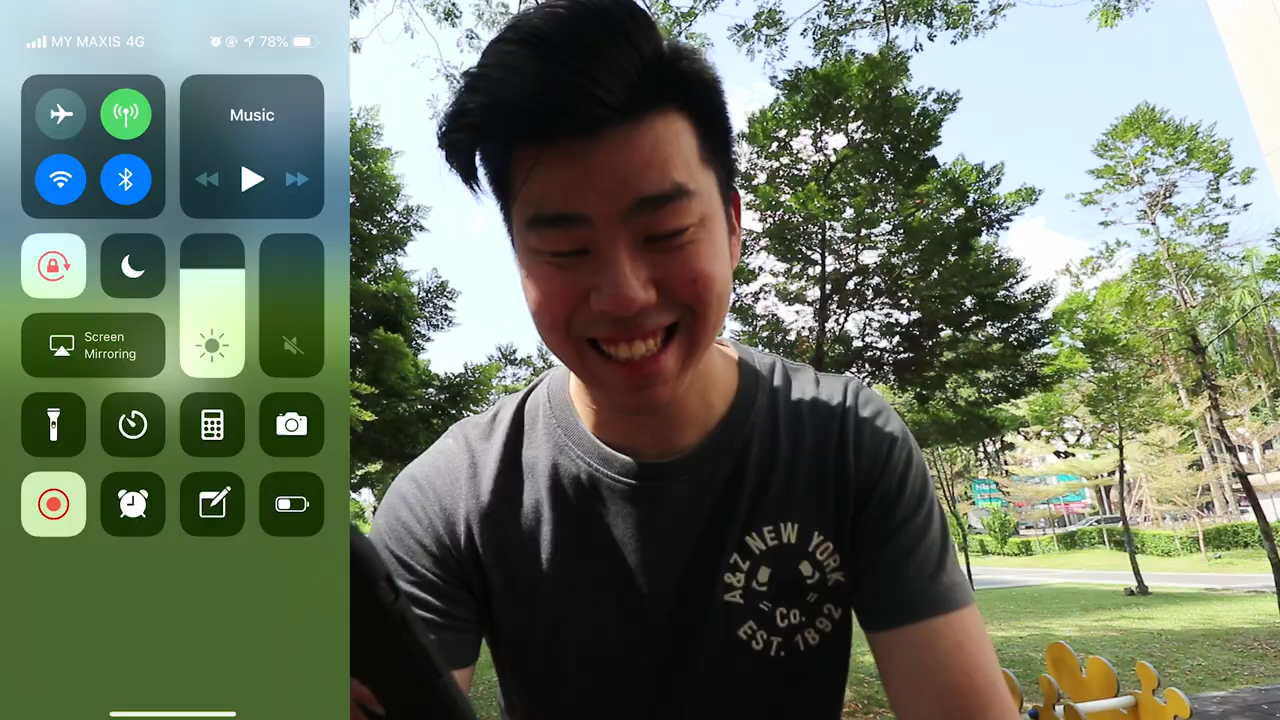 MY MAXIS 4G
78%
Music
Screen
Mirroring
A&Z NEW YORK
Co.
EST. 1892